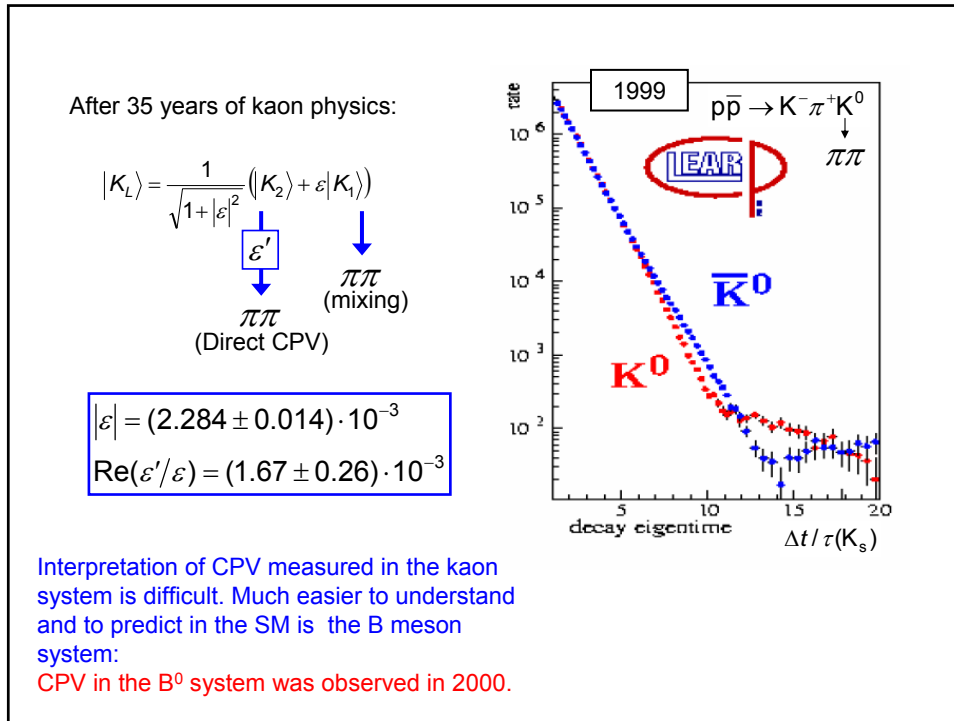 After 35 years of kaon physics:
|K_L⟩ = 1/√(1+|ε|²) (|K₂⟩ + ε|K₁⟩)
ε′
ππ
(mixing)
ππ
(Direct CPV)
|ε| = (2.284 ± 0.014)·10⁻³
Re(ε′/ε) = (1.67 ± 0.26)·10⁻³
Interpretation of CPV measured in the kaon
system is difficult. Much easier to understand
and to predict in the SM is the B meson
system:
CPV in the B⁰ system was observed in 2000.
1999
pp̅ → K⁻π⁺K⁰
ππ
LEAR
rate
10⁶
10⁵
10⁴
10³
10²
K̅⁰
K⁰
5
10
15
20
decay eigentime
Δt / τ(Kₛ)